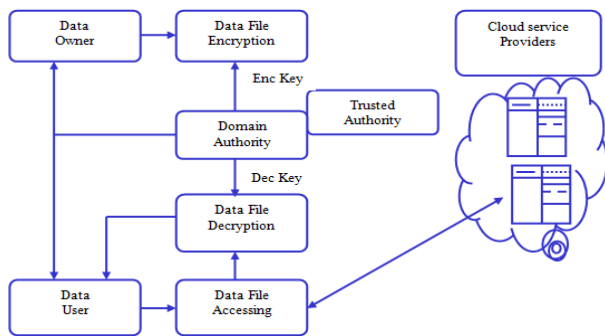 Data
Owner
Data File
Encryption
Cloud service
Providers
Enc Key
Trusted
Authority
Domain
Authority
Dec Key
Data File
Decryption
Data
User
Data File
Accessing